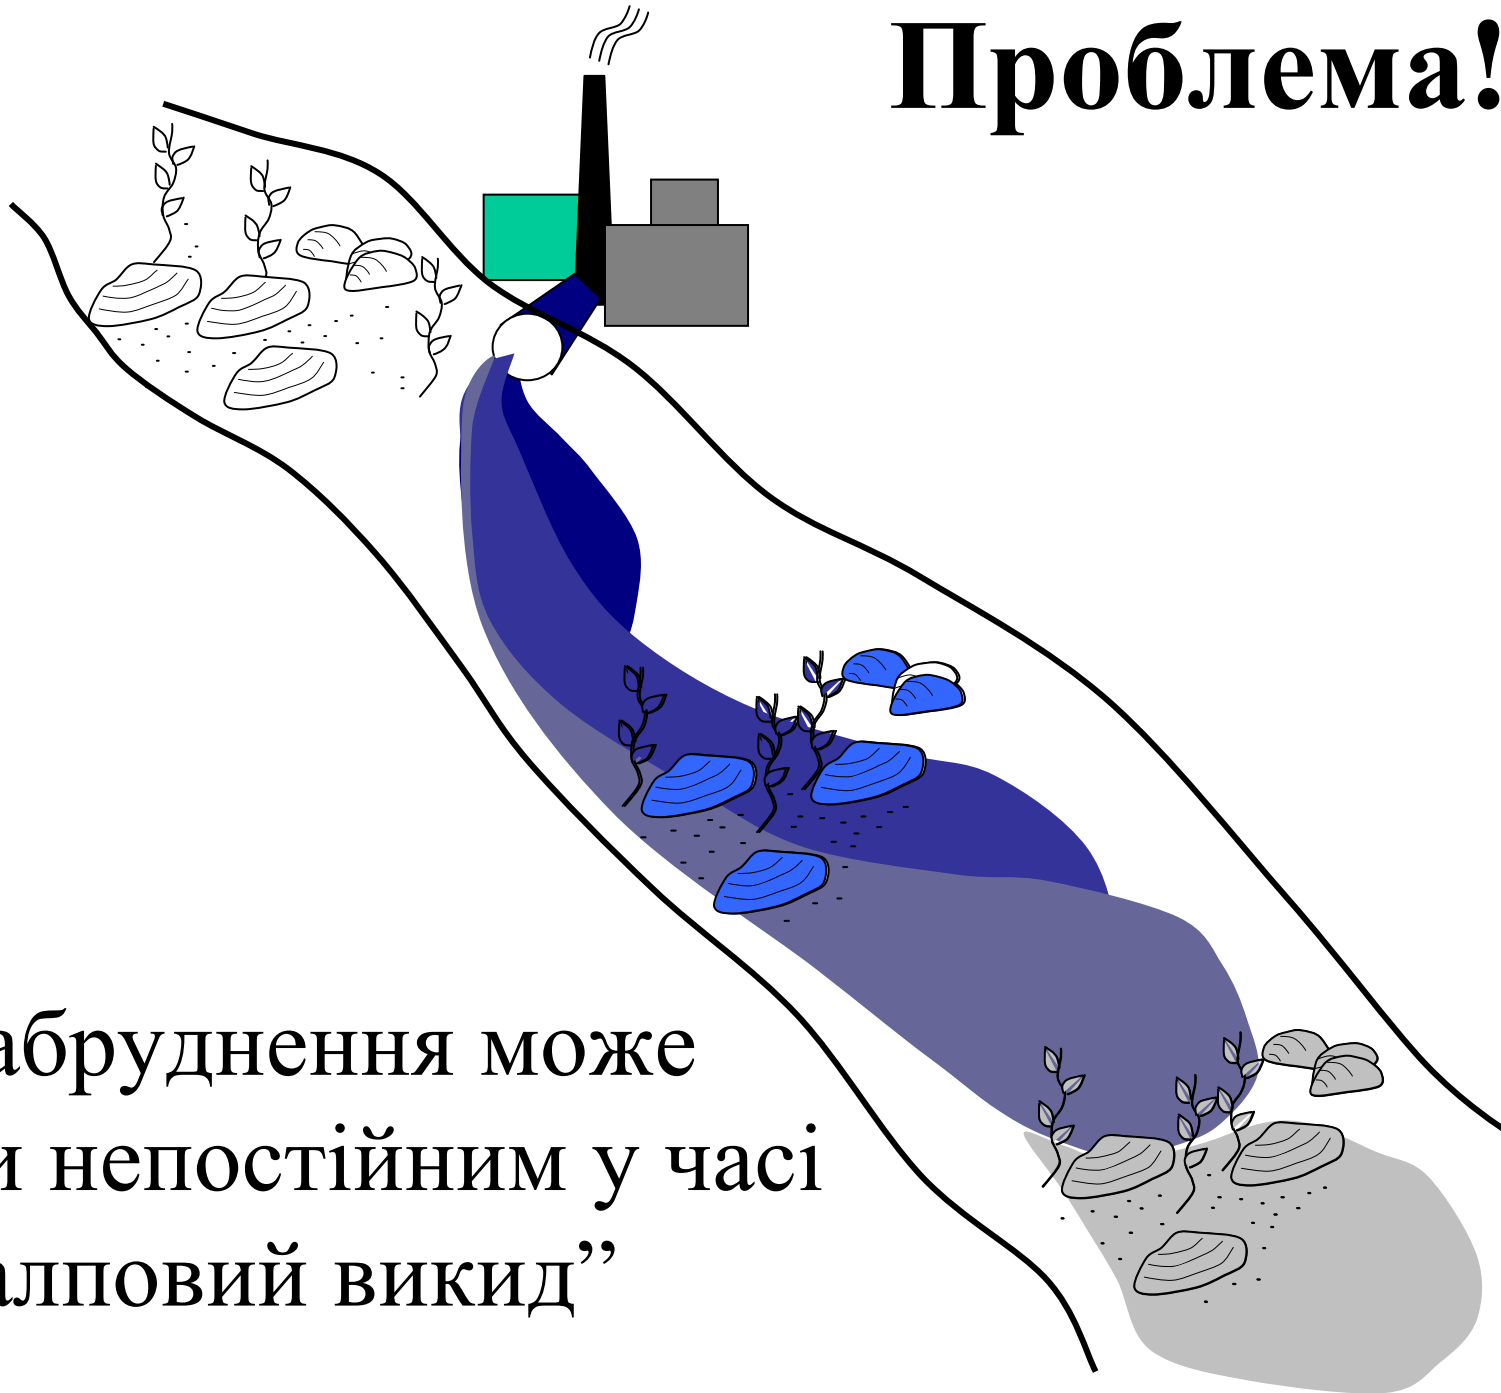 Проблема!
абруднення може
и непостійним у часі
алповий викид”